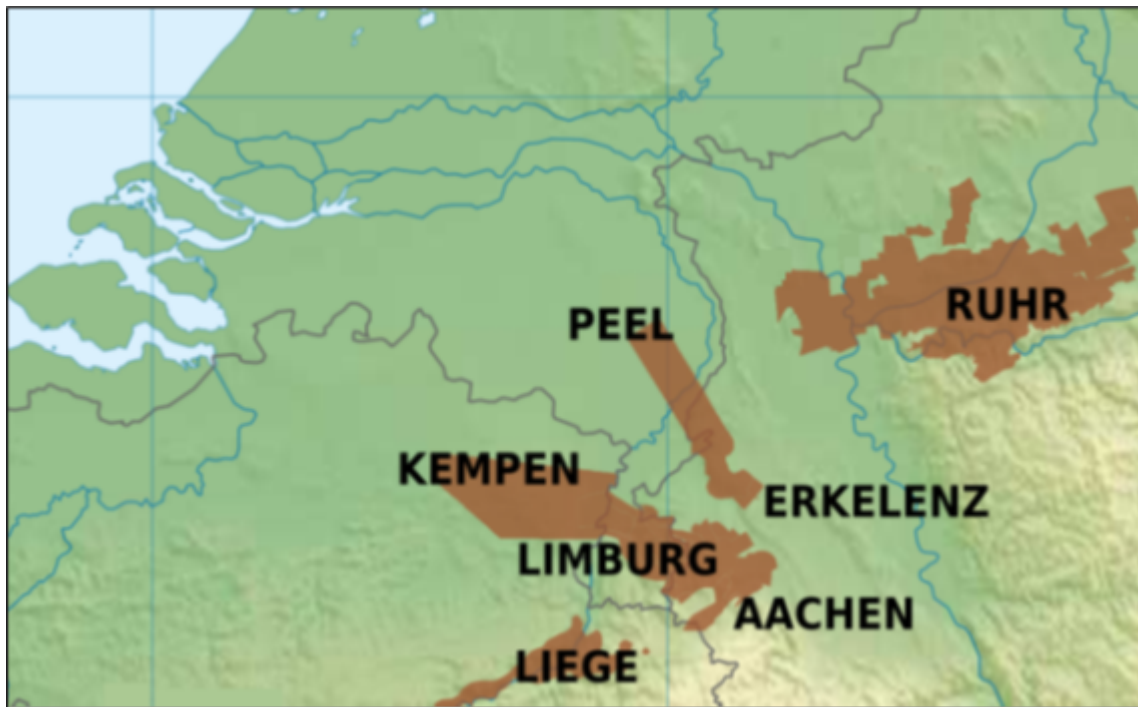 RUHR
PEEL
KEMPEN
ERKELENZ
LIMBURG
AACHEN
LIEGE